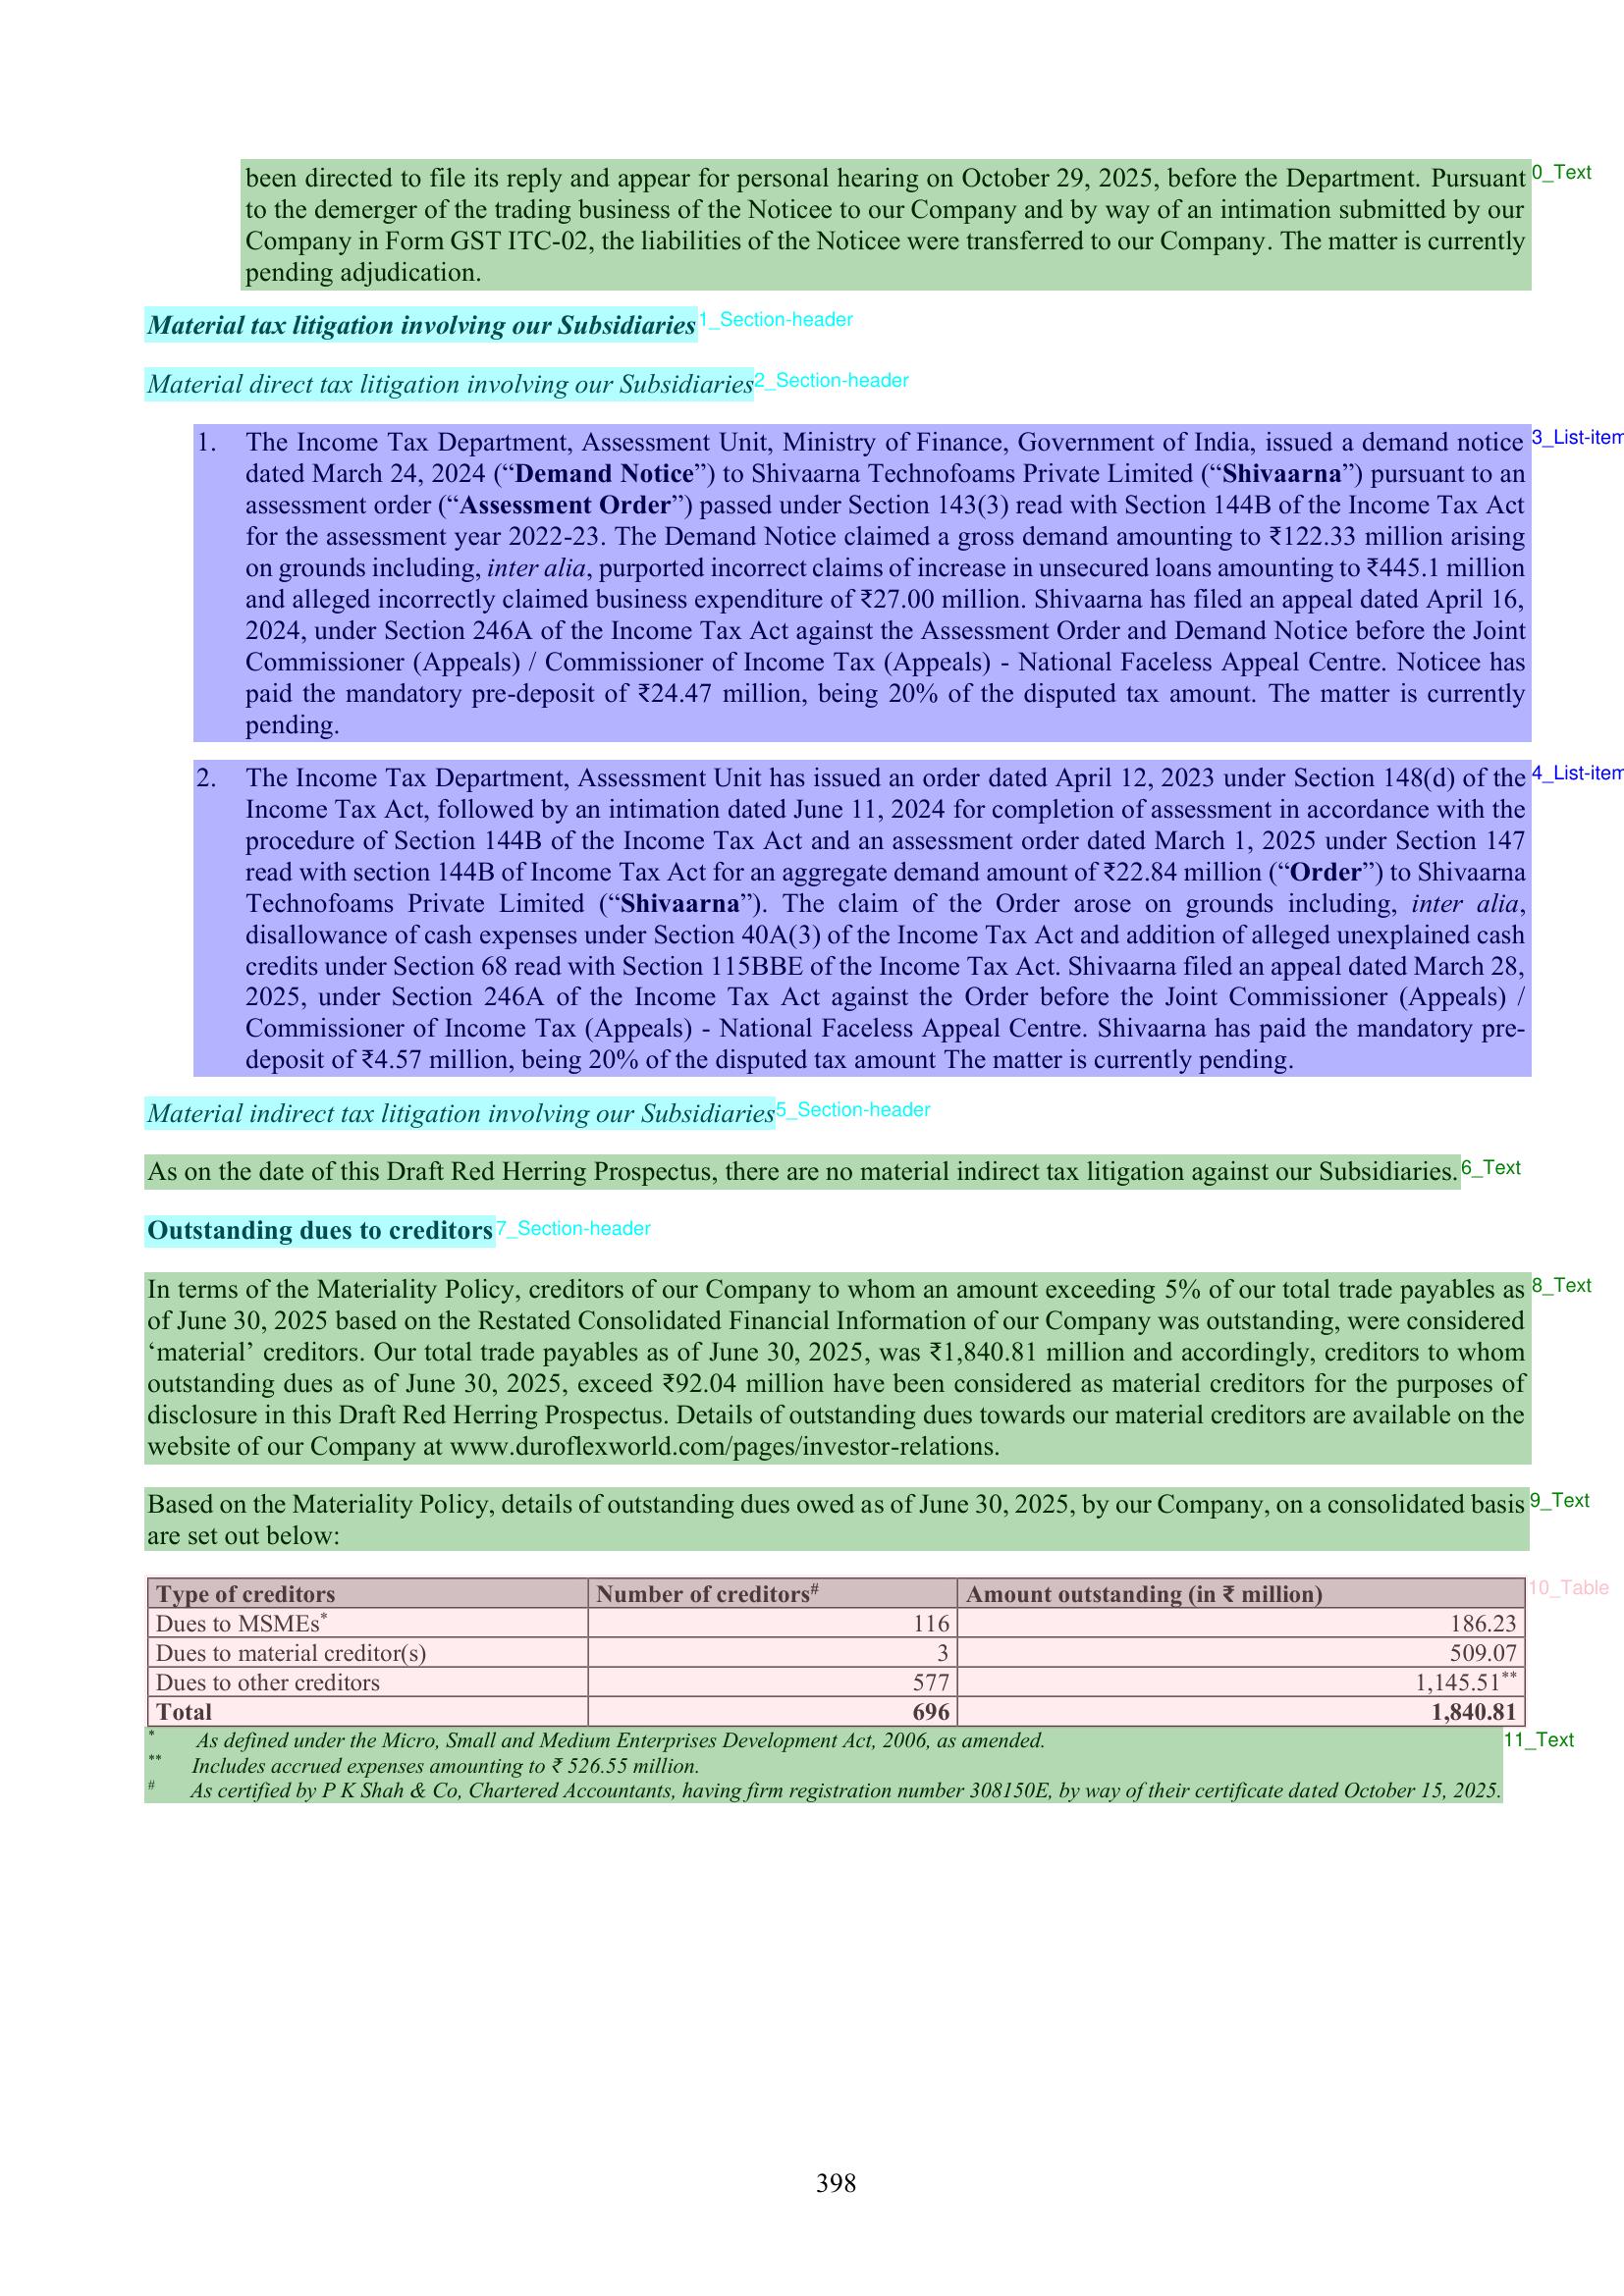 been directed to file its reply and appear for personal hearing on October 29, 2025, before the Department. Pursuant 0_Text
to the demerger of the trading business of the Noticee to our Company and by way of an intimation submitted by our
Company in Form GST ITC-02, the liabilities of the Noticee were transferred to our Company. The matter is currently
pending adjudication.
Material tax litigation involving our Subsidiaries 1_Section-header
Material direct tax litigation involving our Subsidiaries 2_Section-header
1. The Income Tax Department, Assessment Unit, Ministry of Finance, Government of India, issued a demand notice 3_List-item
dated March 24, 2024 (“Demand Notice”) to Shivaarna Technofoams Private Limited (“Shivaarna”) pursuant to an
assessment order (“Assessment Order”) passed under Section 143(3) read with Section 144B of the Income Tax Act
for the assessment year 2022-23. The Demand Notice claimed a gross demand amounting to ₹122.33 million arising
on grounds including, inter alia, purported incorrect claims of increase in unsecured loans amounting to ₹445.1 million
and alleged incorrectly claimed business expenditure of ₹27.00 million. Shivaarna has filed an appeal dated April 16,
2024, under Section 246A of the Income Tax Act against the Assessment Order and Demand Notice before the Joint
Commissioner (Appeals) / Commissioner of Income Tax (Appeals) - National Faceless Appeal Centre. Noticee has
paid the mandatory pre-deposit of ₹24.47 million, being 20% of the disputed tax amount. The matter is currently
pending.
2. The Income Tax Department, Assessment Unit has issued an order dated April 12, 2023 under Section 148(d) of the 4_List-item
Income Tax Act, followed by an intimation dated June 11, 2024 for completion of assessment in accordance with the
procedure of Section 144B of the Income Tax Act and an assessment order dated March 1, 2025 under Section 147
read with section 144B of Income Tax Act for an aggregate demand amount of ₹22.84 million (“Order”) to Shivaarna
Technofoams Private Limited (“Shivaarna”). The claim of the Order arose on grounds including, inter alia,
disallowance of cash expenses under Section 40A(3) of the Income Tax Act and addition of alleged unexplained cash
credits under Section 68 read with Section 115BBE of the Income Tax Act. Shivaarna filed an appeal dated March 28,
2025, under Section 246A of the Income Tax Act against the Order before the Joint Commissioner (Appeals) /
Commissioner of Income Tax (Appeals) - National Faceless Appeal Centre. Shivaarna has paid the mandatory pre-
deposit of ₹4.57 million, being 20% of the disputed tax amount The matter is currently pending.
Material indirect tax litigation involving our Subsidiaries 5_Section-header
As on the date of this Draft Red Herring Prospectus, there are no material indirect tax litigation against our Subsidiaries. 6_Text
Outstanding dues to creditors 7_Section-header
In terms of the Materiality Policy, creditors of our Company to whom an amount exceeding 5% of our total trade payables as 8_Text
of June 30, 2025 based on the Restated Consolidated Financial Information of our Company was outstanding, were considered
‘material’ creditors. Our total trade payables as of June 30, 2025, was ₹1,840.81 million and accordingly, creditors to whom
outstanding dues as of June 30, 2025, exceed ₹92.04 million have been considered as material creditors for the purposes of
disclosure in this Draft Red Herring Prospectus. Details of outstanding dues towards our material creditors are available on the
website of our Company at www.duroflexworld.com/pages/investor-relations.
Based on the Materiality Policy, details of outstanding dues owed as of June 30, 2025, by our Company, on a consolidated basis 9_Text
are set out below:
Type of creditors Number of creditors# Amount outstanding (in ₹ million) 10_Table
Dues to MSMEs* 116 186.23
Dues to material creditor(s) 3 509.07
Dues to other creditors 577 1,145.51**
Total 696 1,840.81
* As defined under the Micro, Small and Medium Enterprises Development Act, 2006, as amended. 11_Text
** Includes accrued expenses amounting to ₹ 526.55 million.
# As certified by P K Shah & Co, Chartered Accountants, having firm registration number 308150E, by way of their certificate dated October 15, 2025.
398